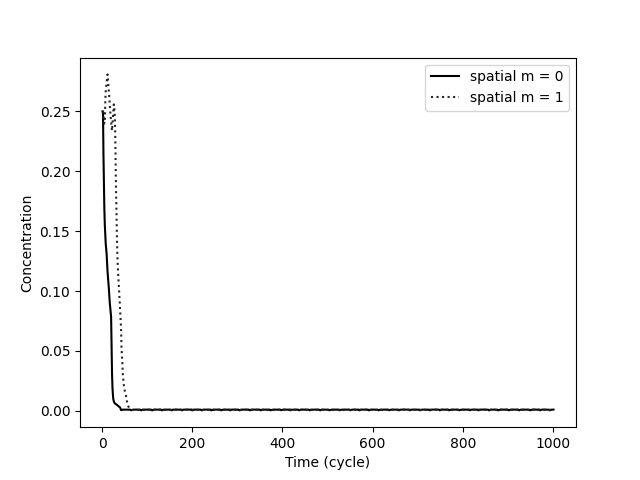 spatial m = 0
spatial m = 1
Concentration
0.25
0.20
0.15
0.10
0.05
0.00
0 200 400 600 800 1000
Time (cycle)